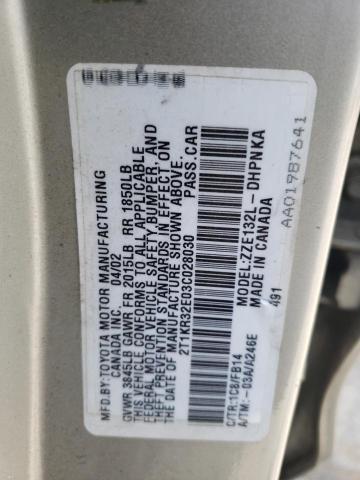 MFD. BY: TOYOTA MOTOR MANUFACTURING
CANADA INC. 04/02
GVWR 3845LB GAWR FR 2015LB RR 1850LB
THIS VEHICLE CONFORMS TO ALL APPLICABLE
FEDERAL MOTOR VEHICLE SAFETY, BUMPER, AND
THEFT PREVENTION STANDARDS IN EFFECT ON
DATE OF MANUFACTURE SHOWN ABOVE.
2T1KR32E03C028030 PASS.CAR
C/TR:1C8/FB14 MODEL:ZZE132L-DHPNKA
A/TM:-03A/A246E MADE IN CANADA
491
AA01987641